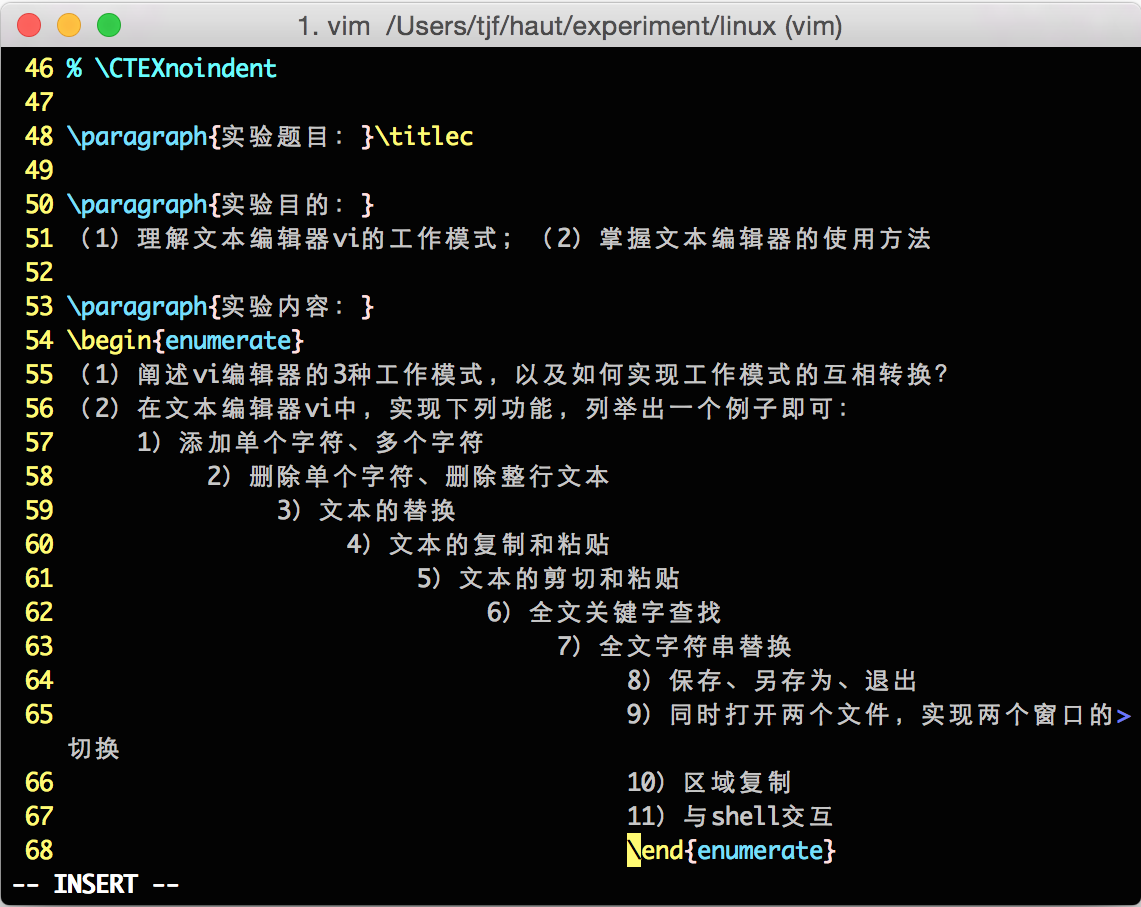 1. vim /Users/tjf/haut/experiment/linux (vim)
46 % \CTEXnoindent
47
48 \paragraph{实验题目：}\titlec
49
50 \paragraph{实验目的：}
51 （1）理解文本编辑器vi的工作模式；（2）掌握文本编辑器的使用方法
52
53 \paragraph{实验内容：}
54 \begin{enumerate}
55 （1）阐述vi编辑器的3种工作模式，以及如何实现工作模式的互相转换？
56 （2）在文本编辑器vi中，实现下列功能，列举出一个例子即可：
57 1）添加单个字符、多个字符
58 2）删除单个字符、删除整行文本
59 3）文本的替换
60 4）文本的复制和粘贴
61 5）文本的剪切和粘贴
62 6）全文关键字查找
63 7）全文字符串替换
64 8）保存、另存为、退出
65 9）同时打开两个文件，实现两个窗口的>
切换
66 10）区域复制
67 11）与shell交互
68 \end{enumerate}
-- INSERT --